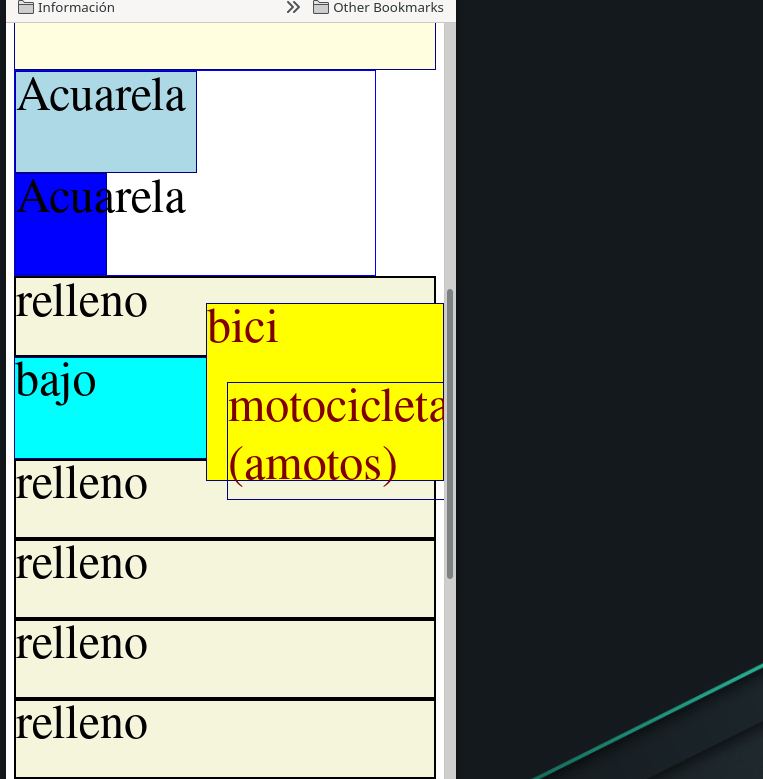 Información
Other Bookmarks
Acuarela
Acuarela
relleno
bici
bajo
motocicleta
(amotos)
relleno
relleno
relleno
relleno